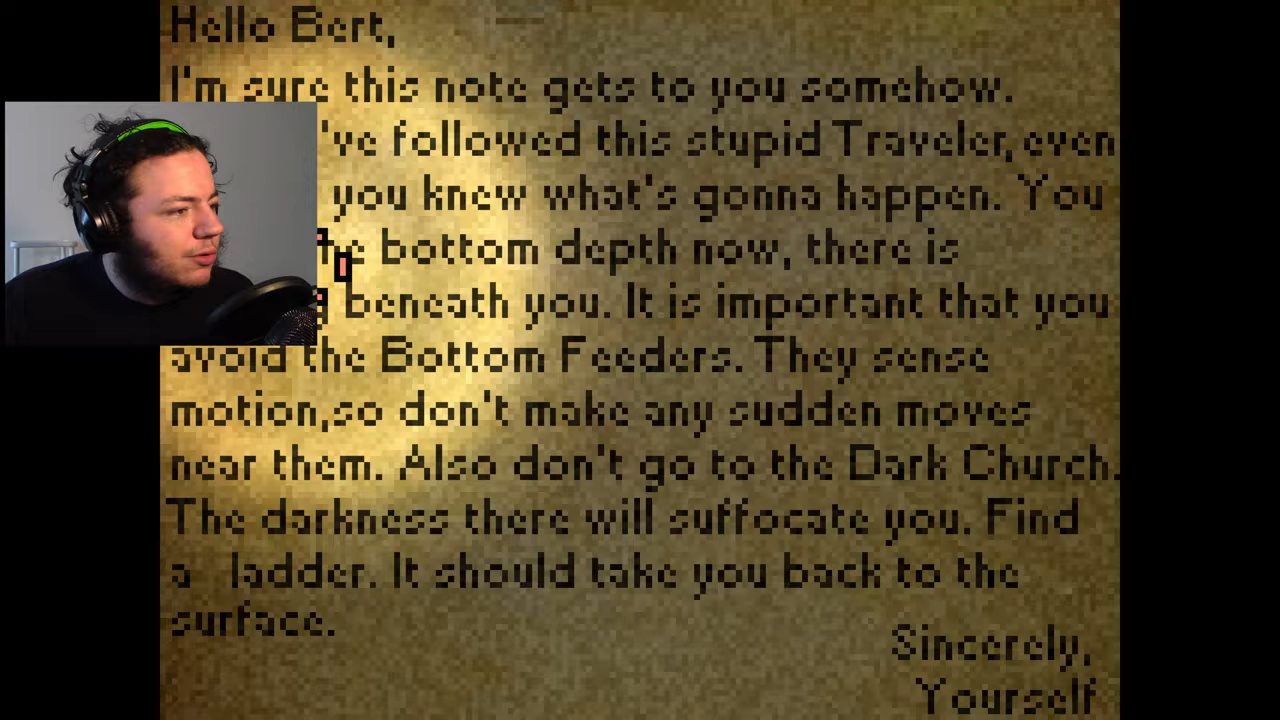 Hello Bert,
I'm sure this note gets to you somehow.
've followed this stupid Traveler, even
you knew what's gonna happen. You
he bottom depth now, there is
beneath you. It is important that you
avoid the Bottom Feeders. They sense
motion,so don't make any sudden moves
near them. Also don't go to the Dark Church.
The darkness there will suffocate you. Find
a ladder. It should take you back to the
surface.
Sincerely,
Yourself